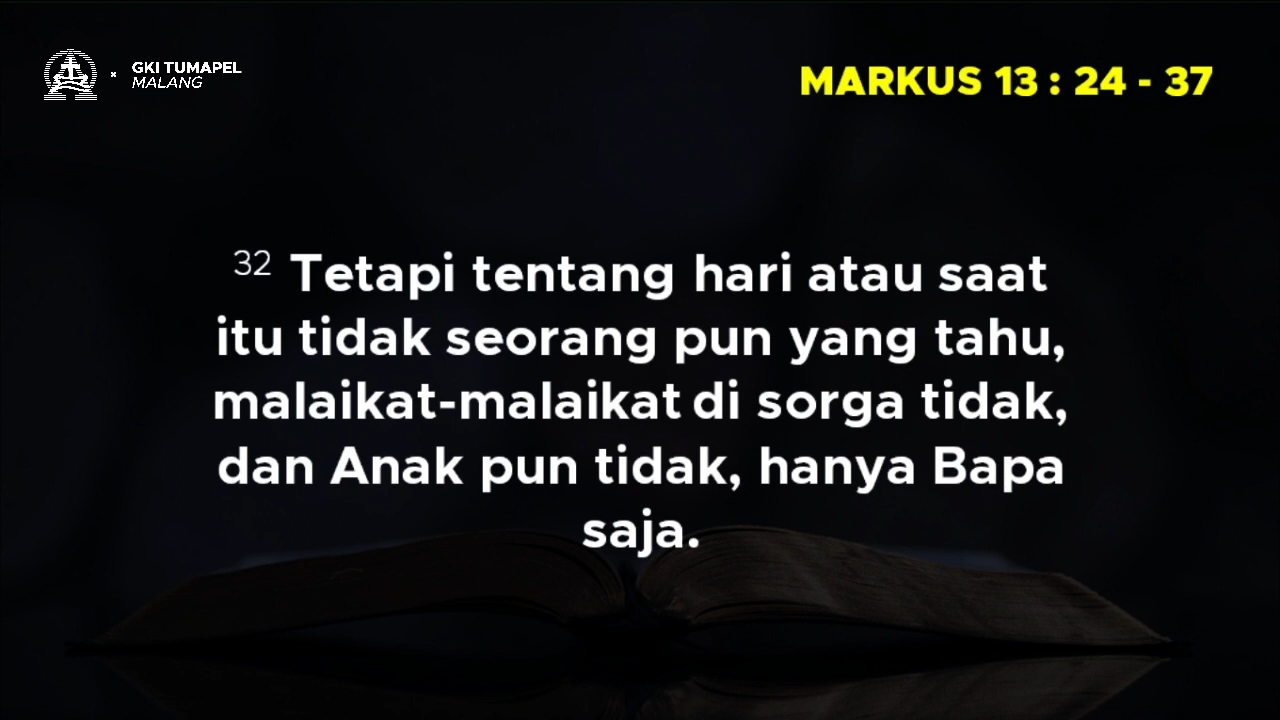 GKI TUMAPEL
MALANG
MARKUS 13 : 24 - 37
32 Tetapi tentang hari atau saat
itu tidak seorang pun yang tahu,
malaikat-malaikat di sorga tidak,
dan Anak pun tidak, hanya Bapa
saja.